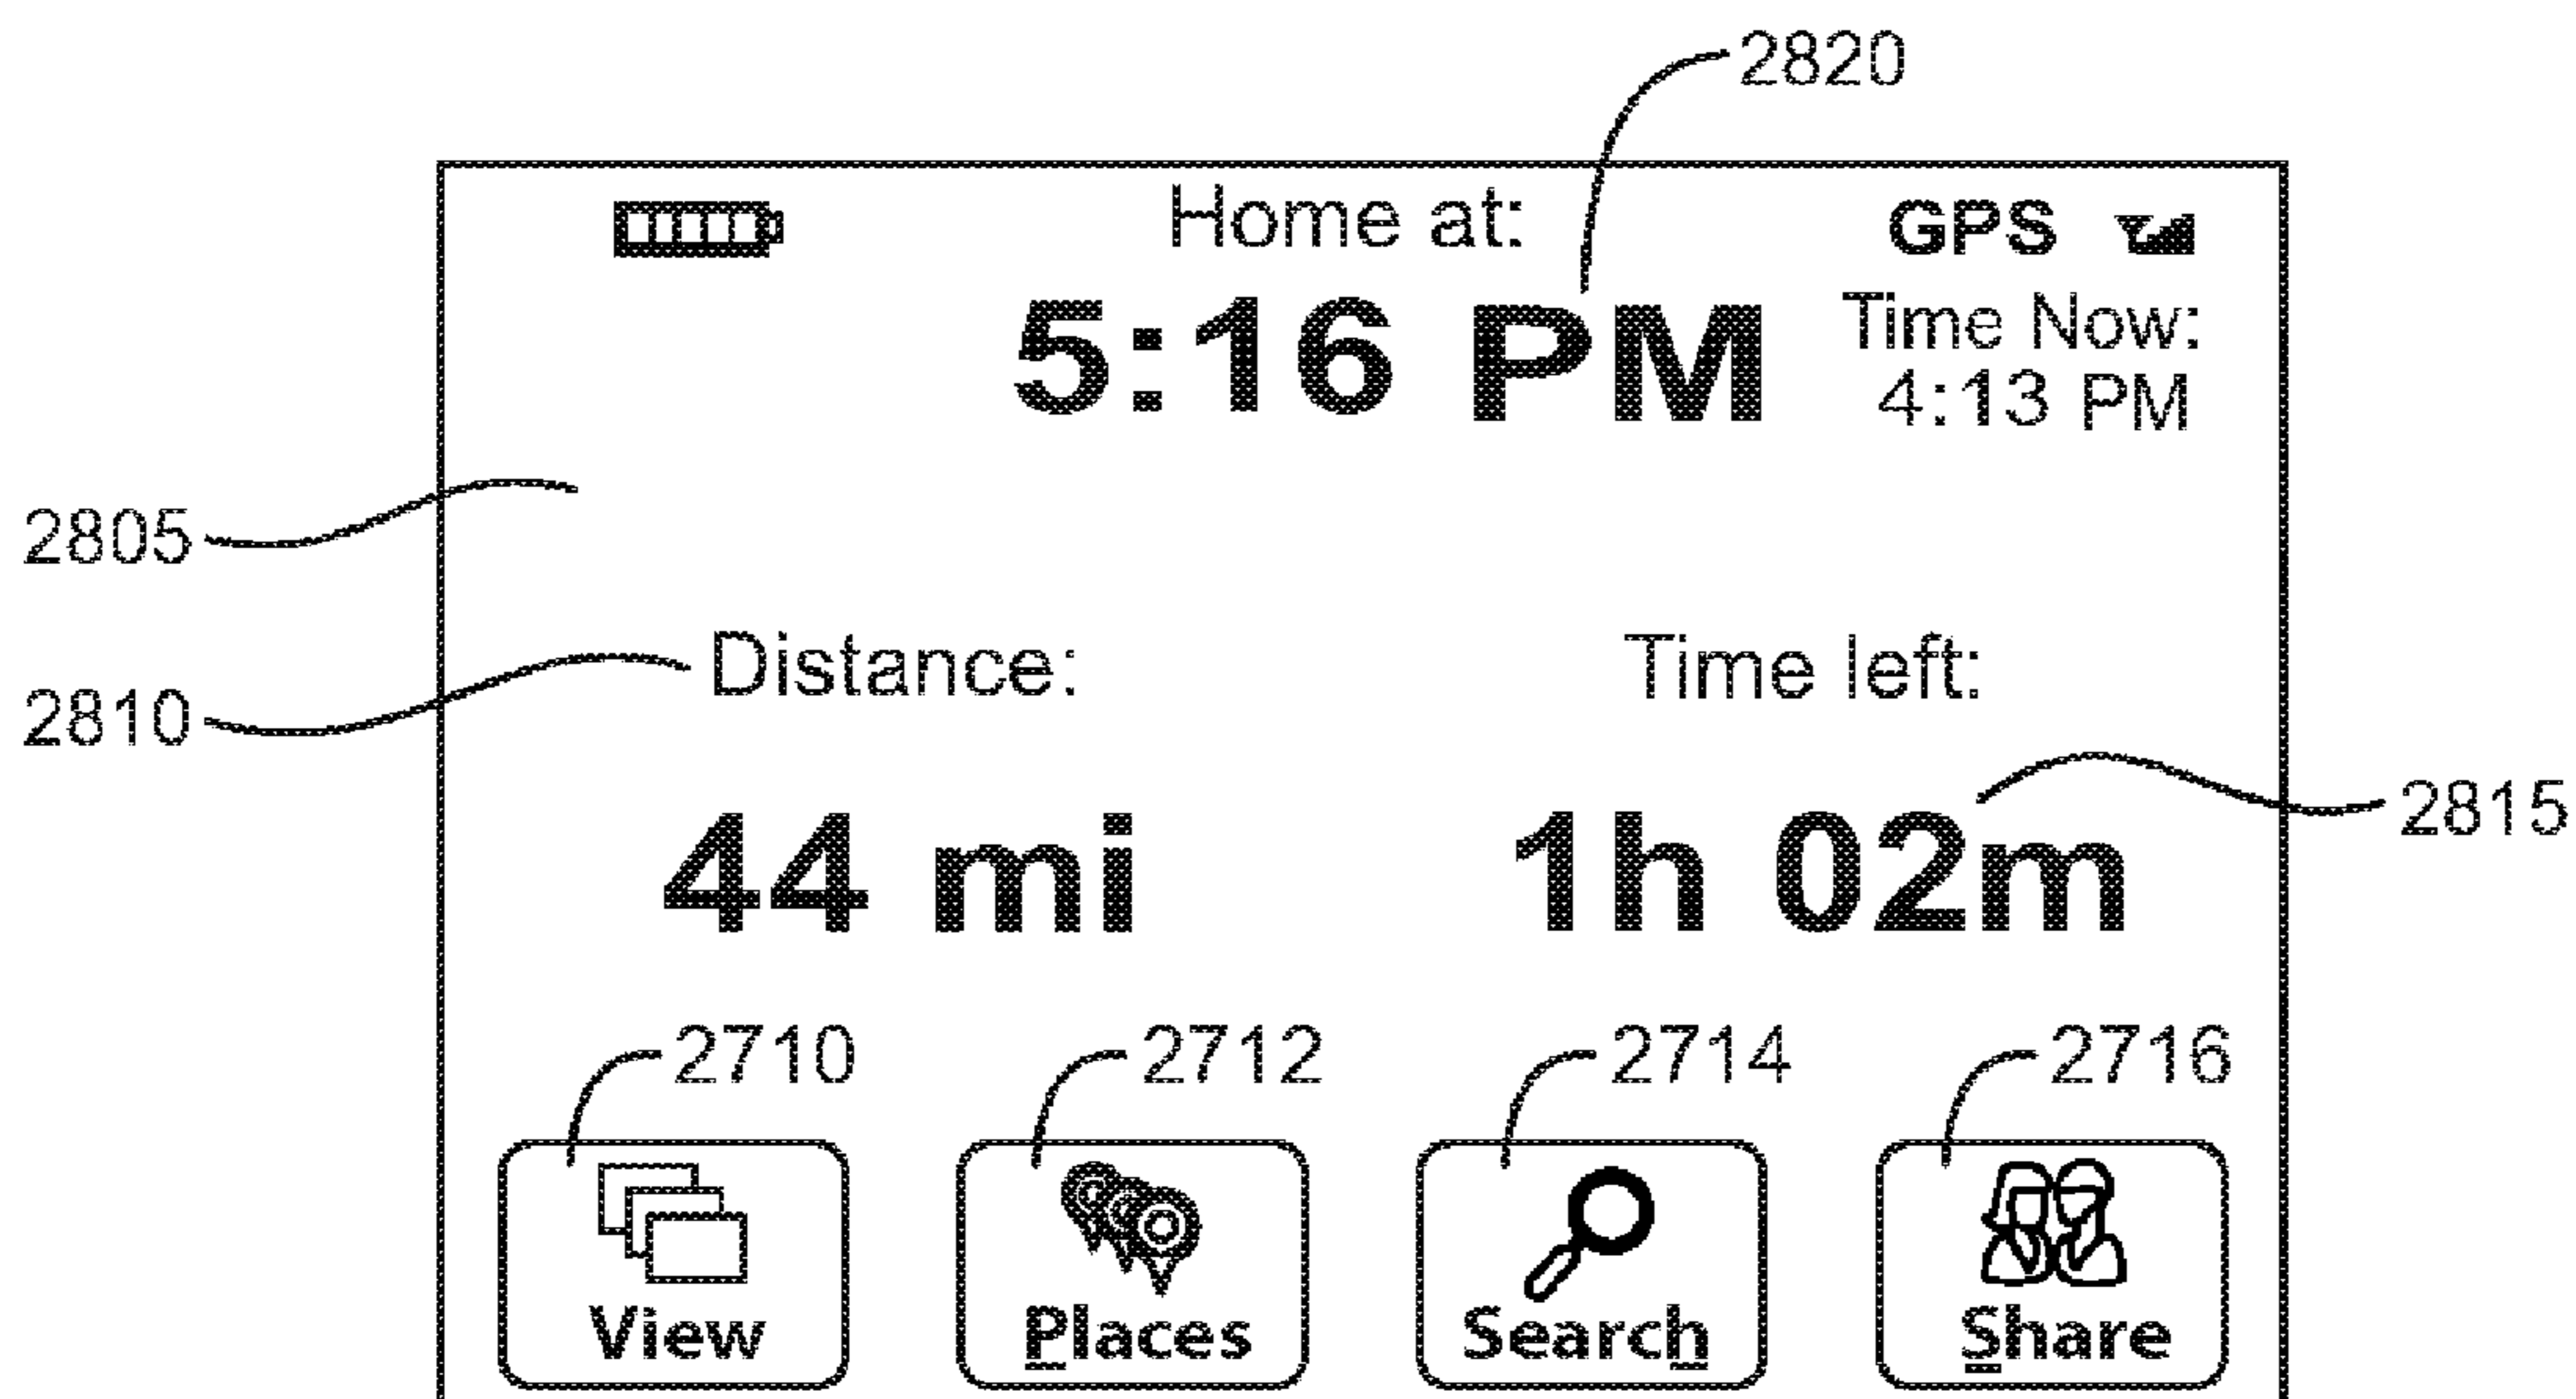 2820
Home at:
GPS
5:16 PM
Time Now:
4:13 PM
2805
Distance:
Time left:
2810
2815
44 mi
1h 02m
2710
2712
2714
2716
View
Places
Search
Share